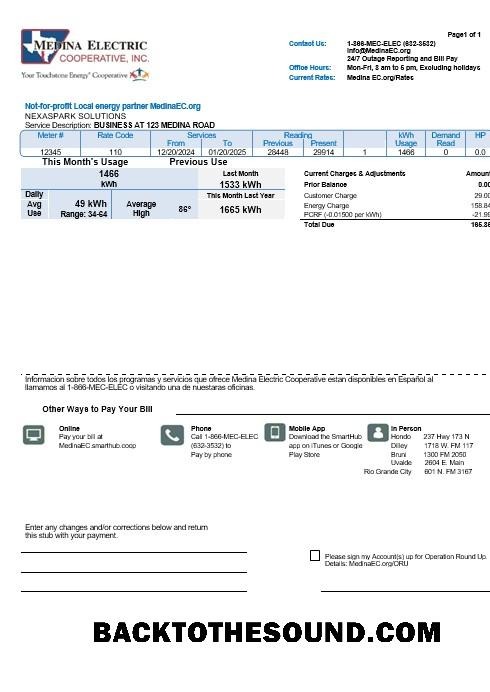 Page1 of 1
MEDINA ELECTRIC
COOPERATIVE, INC.
Your Touchstone Energy® Cooperative
Contact Us: 1-866-MEC-ELEC (632-3532)
Info@MedinaEC.org
24/7 Outage Reporting and Bill Pay
Office Hours: Mon-Fri, 8 am to 5 pm, Excluding holidays
Current Rates: Medina EC.org/Rates
Not-for-profit Local energy partner MedinaEC.org
NEXASPARK SOLUTIONS
Service Description: BUSINESS AT 123 MEDINA ROAD
Meter # Rate Code Services Reading kWh Demand HP
From To Previous Present Usage Read
12345 110 12/20/2024 01/20/2025 28448 29914 1 1466 0 0.0
This Month's Usage Previous Use
1466
kWh
Last Month
1533 kWh
Daily
Avg
Use
49 kWh
Range: 34-64
Average
High
86°
This Month Last Year
1665 kWh
Current Charges & Adjustments Amoun
Prior Balance 0.00
Customer Charge 29.00
Energy Charge 158.84
PCRF (-0.01500 per kWh) -21.99
Total Due
Informacion sobre todos los programas y servicios que ofrece Medina Electric Cooperative estan disponibles en Español al
llamamos al 1-866-MEC-ELEC o visitando una de nuestaras oficinas.
Other Ways to Pay Your Bill
Online
Pay your bill at
MedinaEC.smarthub.coop
Phone
Call 1-866-MEC-ELEC
(632-3532) to
Pay by phone
Mobile App
Download the SmartHub
app on iTunes or Google
Play Store
In Person
Hondo 237 Hwy 173 N
Dilley 1718 W. FM 117
Bruni 1300 FM 2050
Uvalde 2604 E. Main
Rio Grande City 601 N. FM 3167
Enter any changes and/or corrections below and return
this stub with your payment.
Please sign my Account(s) up for Operation Round Up.
Details: MedinaEC.org/ORU
BACKTOTHESOUND.COM